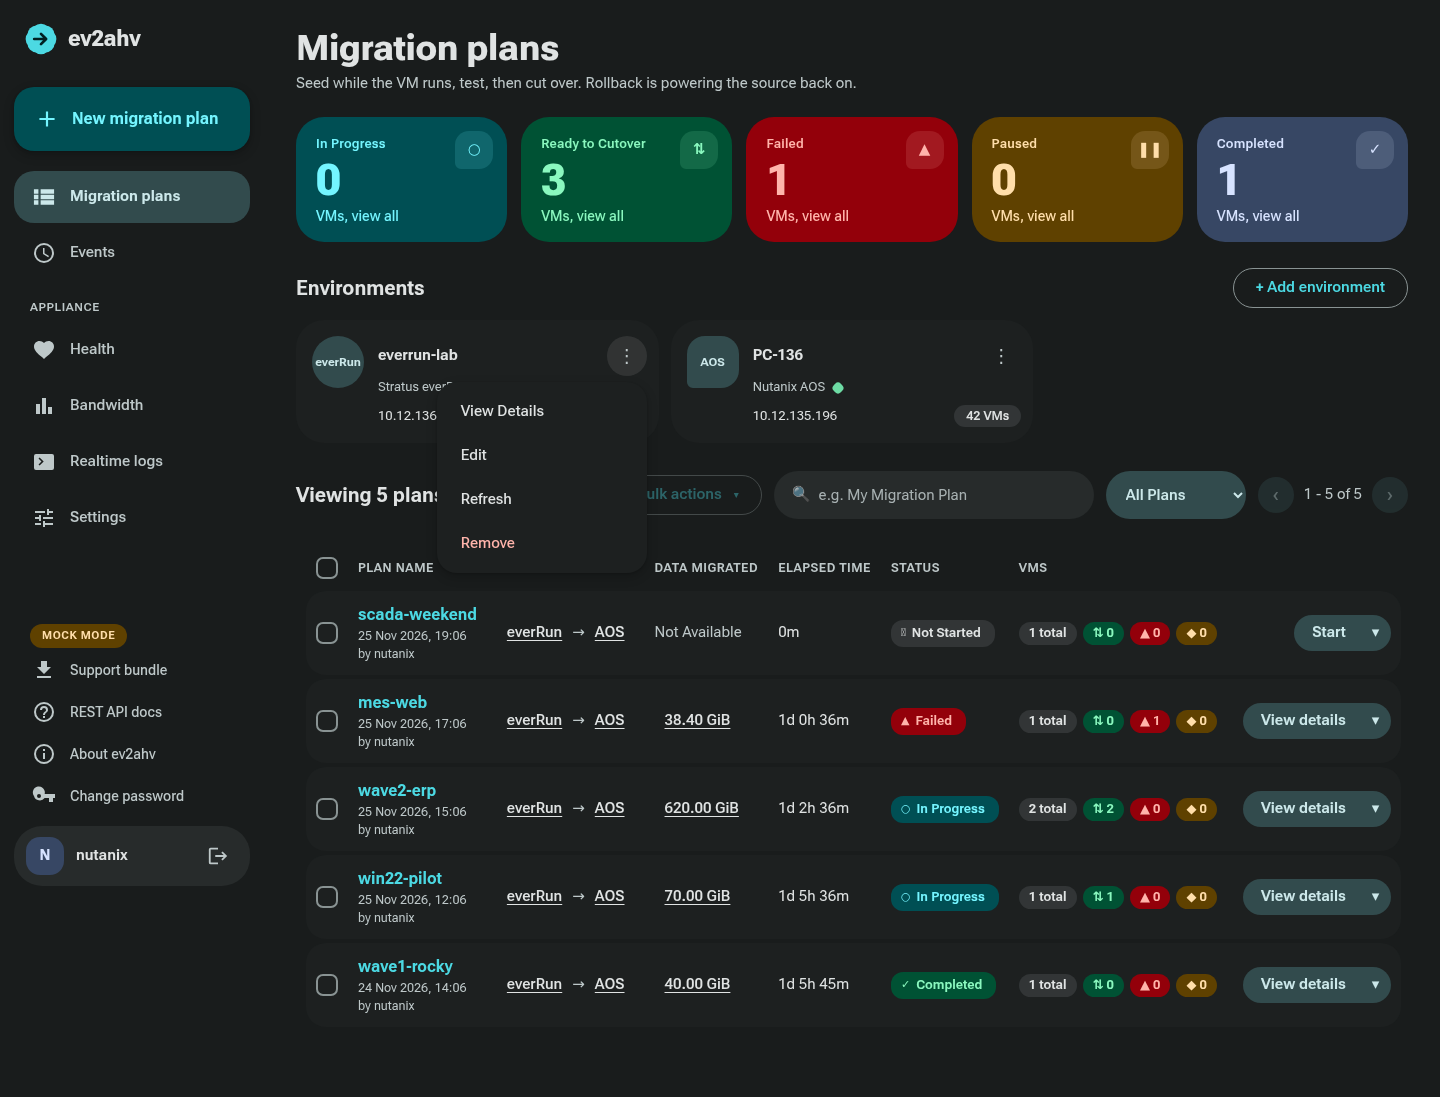 ev2ahv
New migration plan
Migration plans
Events
APPLIANCE
Health
Bandwidth
Realtime logs
Settings
MOCK MODE
Support bundle
REST API docs
About ev2ahv
Change password
N nutanix
Migration plans
Seed while the VM runs, test, then cut over. Rollback is powering the source back on.
In Progress
0
VMs, view all
Ready to Cutover
3
VMs, view all
Failed
1
VMs, view all
Paused
0
VMs, view all
Completed
1
VMs, view all
Environments
+ Add environment
everRun
everrun-lab
Stratus
10.12.136
AOS
PC-136
Nutanix AOS
10.12.135.196
42 VMs
View Details
Edit
Refresh
Remove
Viewing 5 plans
actions
e.g. My Migration Plan
All Plans
1 - 5 of 5
PLAN NAME DATA MIGRATED ELAPSED TIME STATUS VMS
scada-weekend
25 Nov 2026, 19:06
by nutanix
everRun → AOS Not Available 0m Not Started 1 total ⇅ 0 ▲ 0 ◆ 0 Start ▾
mes-web
25 Nov 2026, 17:06
by nutanix
everRun → AOS 38.40 GiB 1d 0h 36m ▲ Failed 1 total ⇅ 0 ▲ 1 ◆ 0 View details ▾
wave2-erp
25 Nov 2026, 15:06
by nutanix
everRun → AOS 620.00 GiB 1d 2h 36m ○ In Progress 2 total ⇅ 2 ▲ 0 ◆ 0 View details ▾
win22-pilot
25 Nov 2026, 12:06
by nutanix
everRun → AOS 70.00 GiB 1d 5h 36m ○ In Progress 1 total ⇅ 1 ▲ 0 ◆ 0 View details ▾
wave1-rocky
24 Nov 2026, 14:06
by nutanix
everRun → AOS 40.00 GiB 1d 5h 45m ✓ Completed 1 total ⇅ 0 ▲ 0 ◆ 0 View details ▾